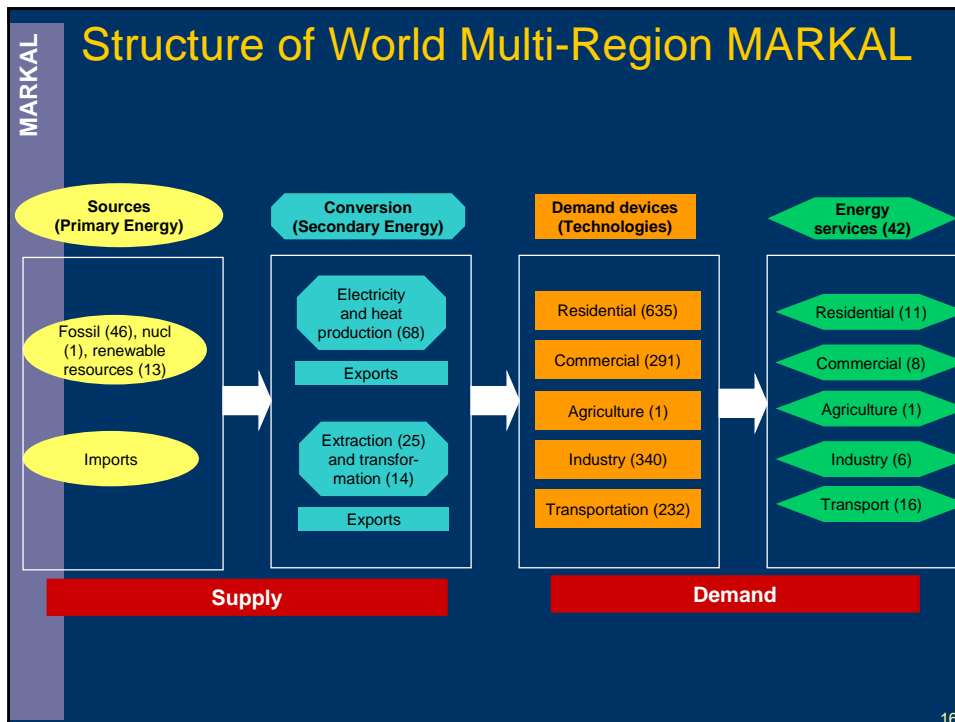 MARKAL
Structure of World Multi-Region MARKAL
Sources
(Primary Energy)
Fossil (46), nucl
(1), renewable
resources (13)
Imports
Conversion
(Secondary Energy)
Electricity
and heat
production (68)
Exports
Extraction (25)
and transfor-
mation (14)
Exports
Demand devices
(Technologies)
Residential (635)
Commercial (291)
Agriculture (1)
Industry (340)
Transportation (232)
Energy
services (42)
Residential (11)
Commercial (8)
Agriculture (1)
Industry (6)
Transport (16)
Supply
Demand
16